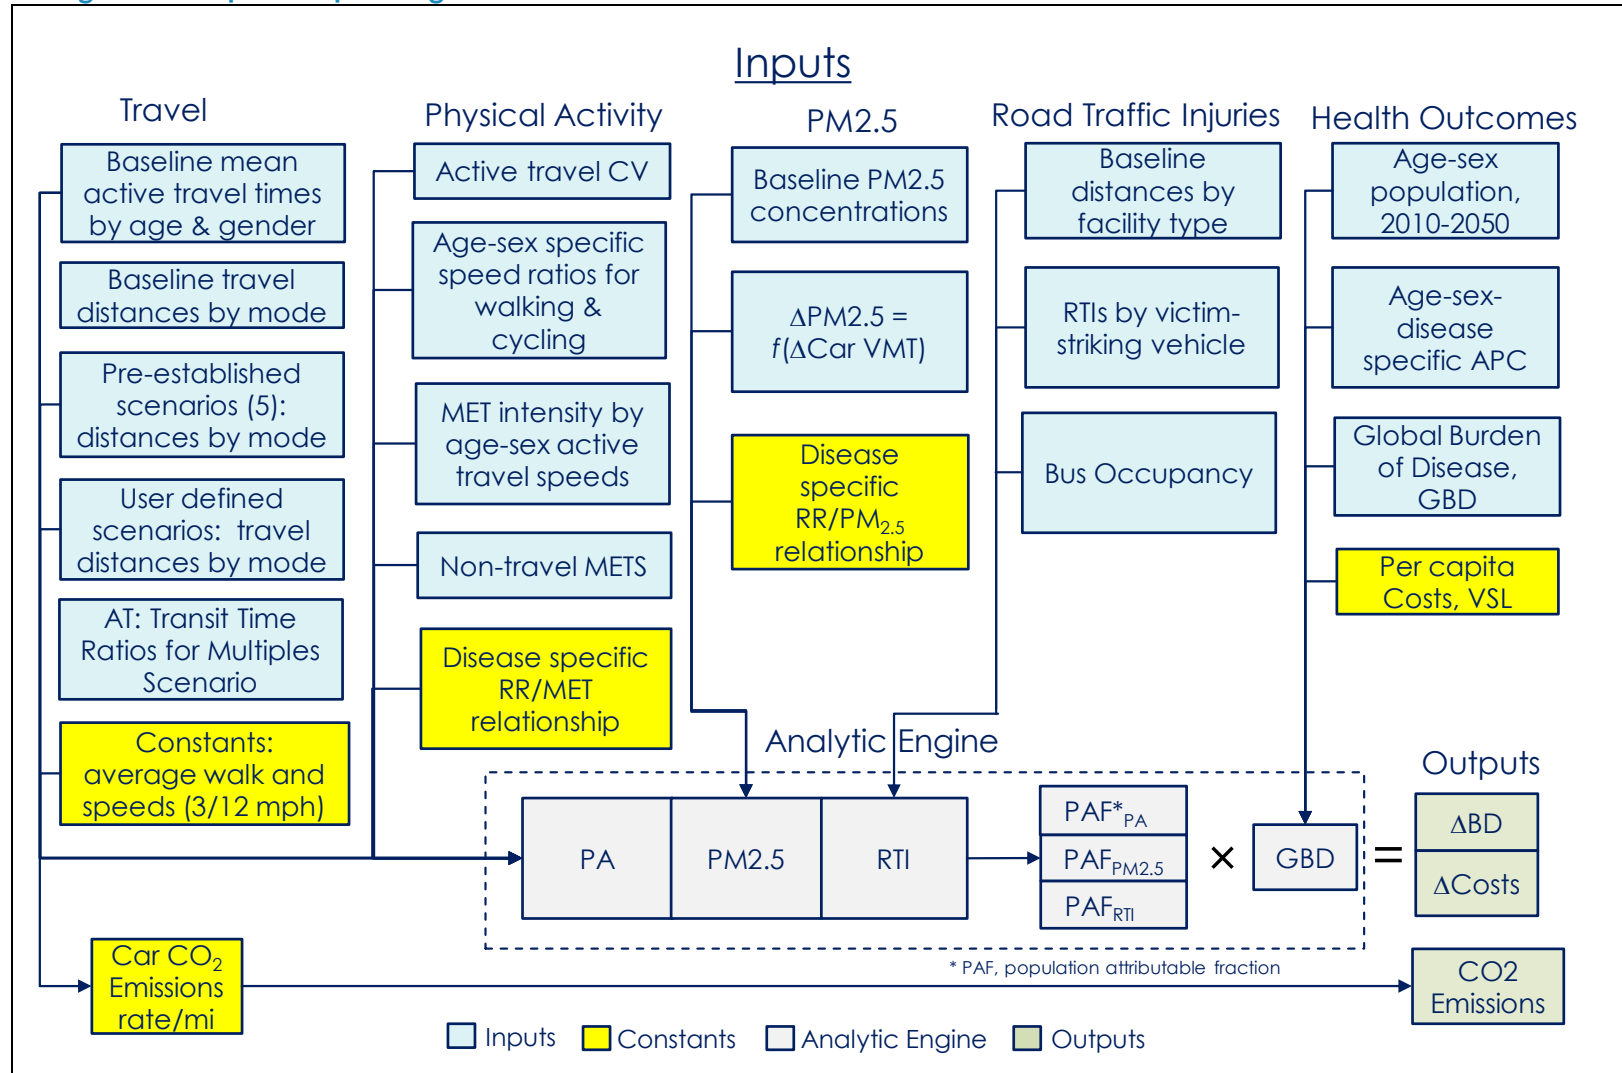 Inputs
Travel
Baseline mean
active travel times
by age & gender
Baseline travel
distances by mode
Pre-established
scenarios (5):
distances by mode
User defined
scenarios: travel
distances by mode
AT: Transit Time
Ratios for Multiples
Scenario
Constants:
average walk and
speeds (3/12 mph)
Car CO2
Emissions
rate/mi
Physical Activity
Active travel CV
Age-sex specific
speed ratios for
walking &
cycling
MET intensity by
age-sex active
travel speeds
Non-travel METS
Disease specific
RR/MET
relationship
PM2.5
Baseline PM2.5
concentrations
ΔPM2.5 =
f(ΔCar VMT)
Disease
specific
RR/PM2.5
relationship
Road Traffic Injuries
Baseline
distances by
facility type
RTIs by victim-
striking vehicle
Bus Occupancy
Health Outcomes
Age-sex
population,
2010-2050
Age-sex-
disease
specific APC
Global Burden
of Disease,
GBD
Per capita
Costs, VSL
Analytic Engine
PA
PM2.5
RTI
PAF*PA
PAFPM2.5
PAFRTI
×
GBD
=
Outputs
ΔBD
ΔCosts
* PAF, population attributable fraction
CO2
Emissions
Inputs
Constants
Analytic Engine
Outputs